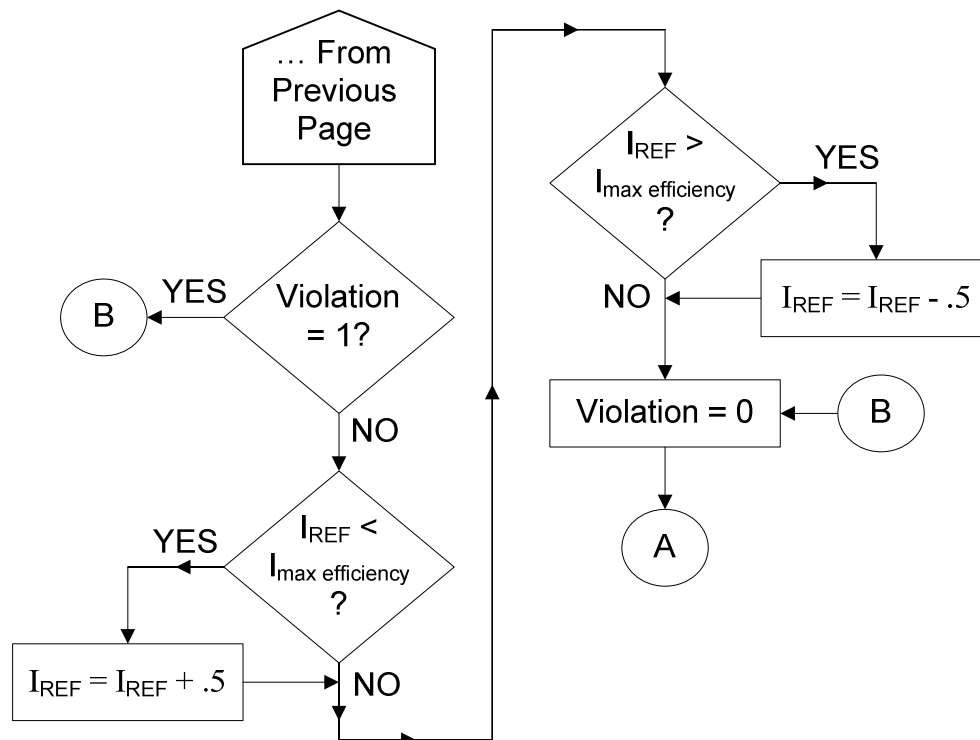 ... From
Previous
Page
YES
B
Violation
= 1?
NO
YES
I_REF <
I_max efficiency
?
I_REF = I_REF + .5
NO
I_REF >
I_max efficiency
?
YES
NO
I_REF = I_REF - .5
Violation = 0
B
A